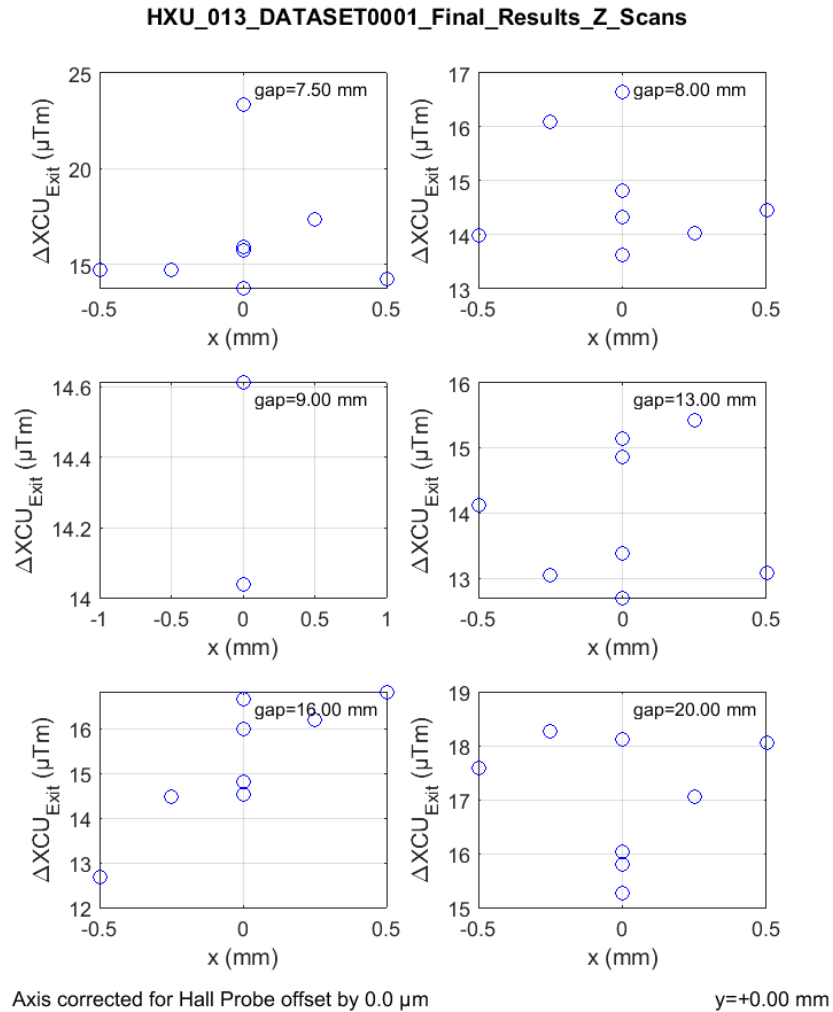 HXU_013_DATASET0001_Final_Results_Z_Scans
25
20
15
-0.5
0
0.5
x (mm)
ΔXCU_Exit (μTm)
gap=7.50 mm
17
16
15
14
13
-0.5
0
0.5
x (mm)
ΔXCU_Exit (μTm)
gap=8.00 mm
14.6
14.4
14.2
14
-1
-0.5
0
0.5
1
x (mm)
ΔXCU_Exit (μTm)
gap=9.00 mm
16
15
14
13
-0.5
0
0.5
x (mm)
ΔXCU_Exit (μTm)
gap=13.00 mm
16
15
14
13
12
-0.5
0
0.5
x (mm)
ΔXCU_Exit (μTm)
gap=16.00 mm
19
18
17
16
15
-0.5
0
0.5
x (mm)
ΔXCU_Exit (μTm)
gap=20.00 mm
Axis corrected for Hall Probe offset by 0.0 μm
y=+0.00 mm